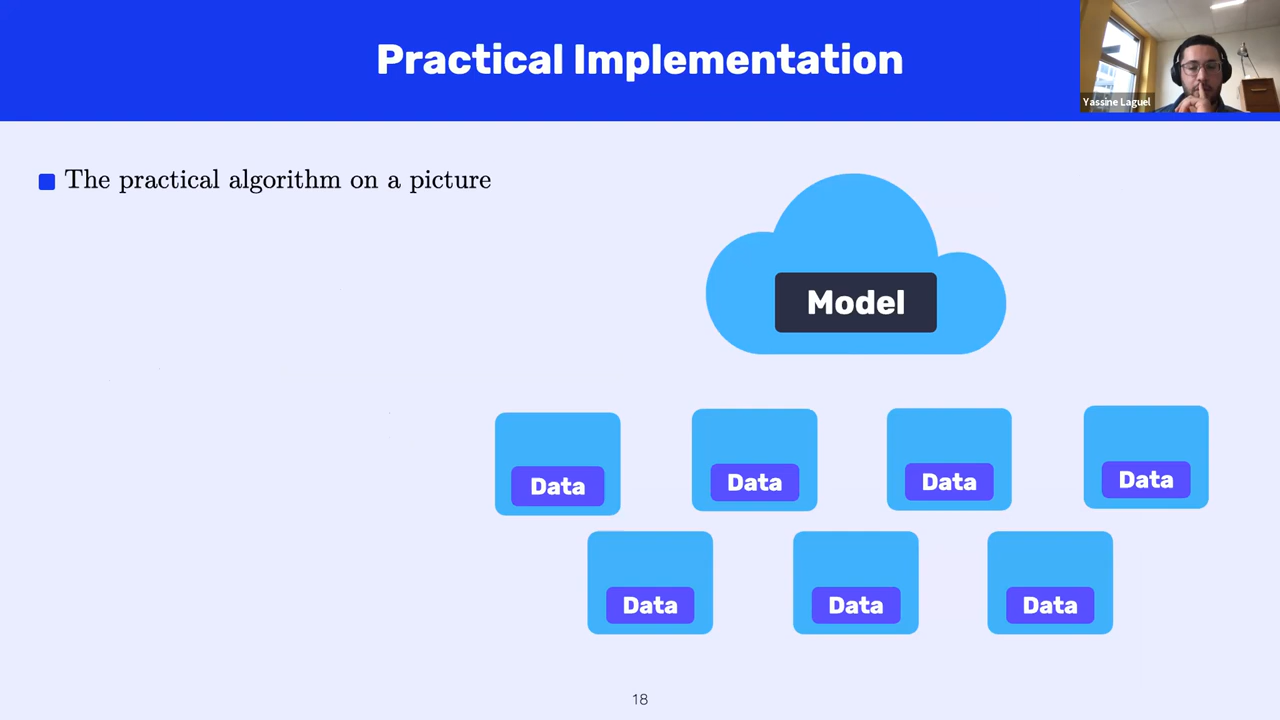 Practical Implementation
Yassine Laguel
The practical algorithm on a picture
Model
Data
Data
Data
Data
Data
Data
Data
18